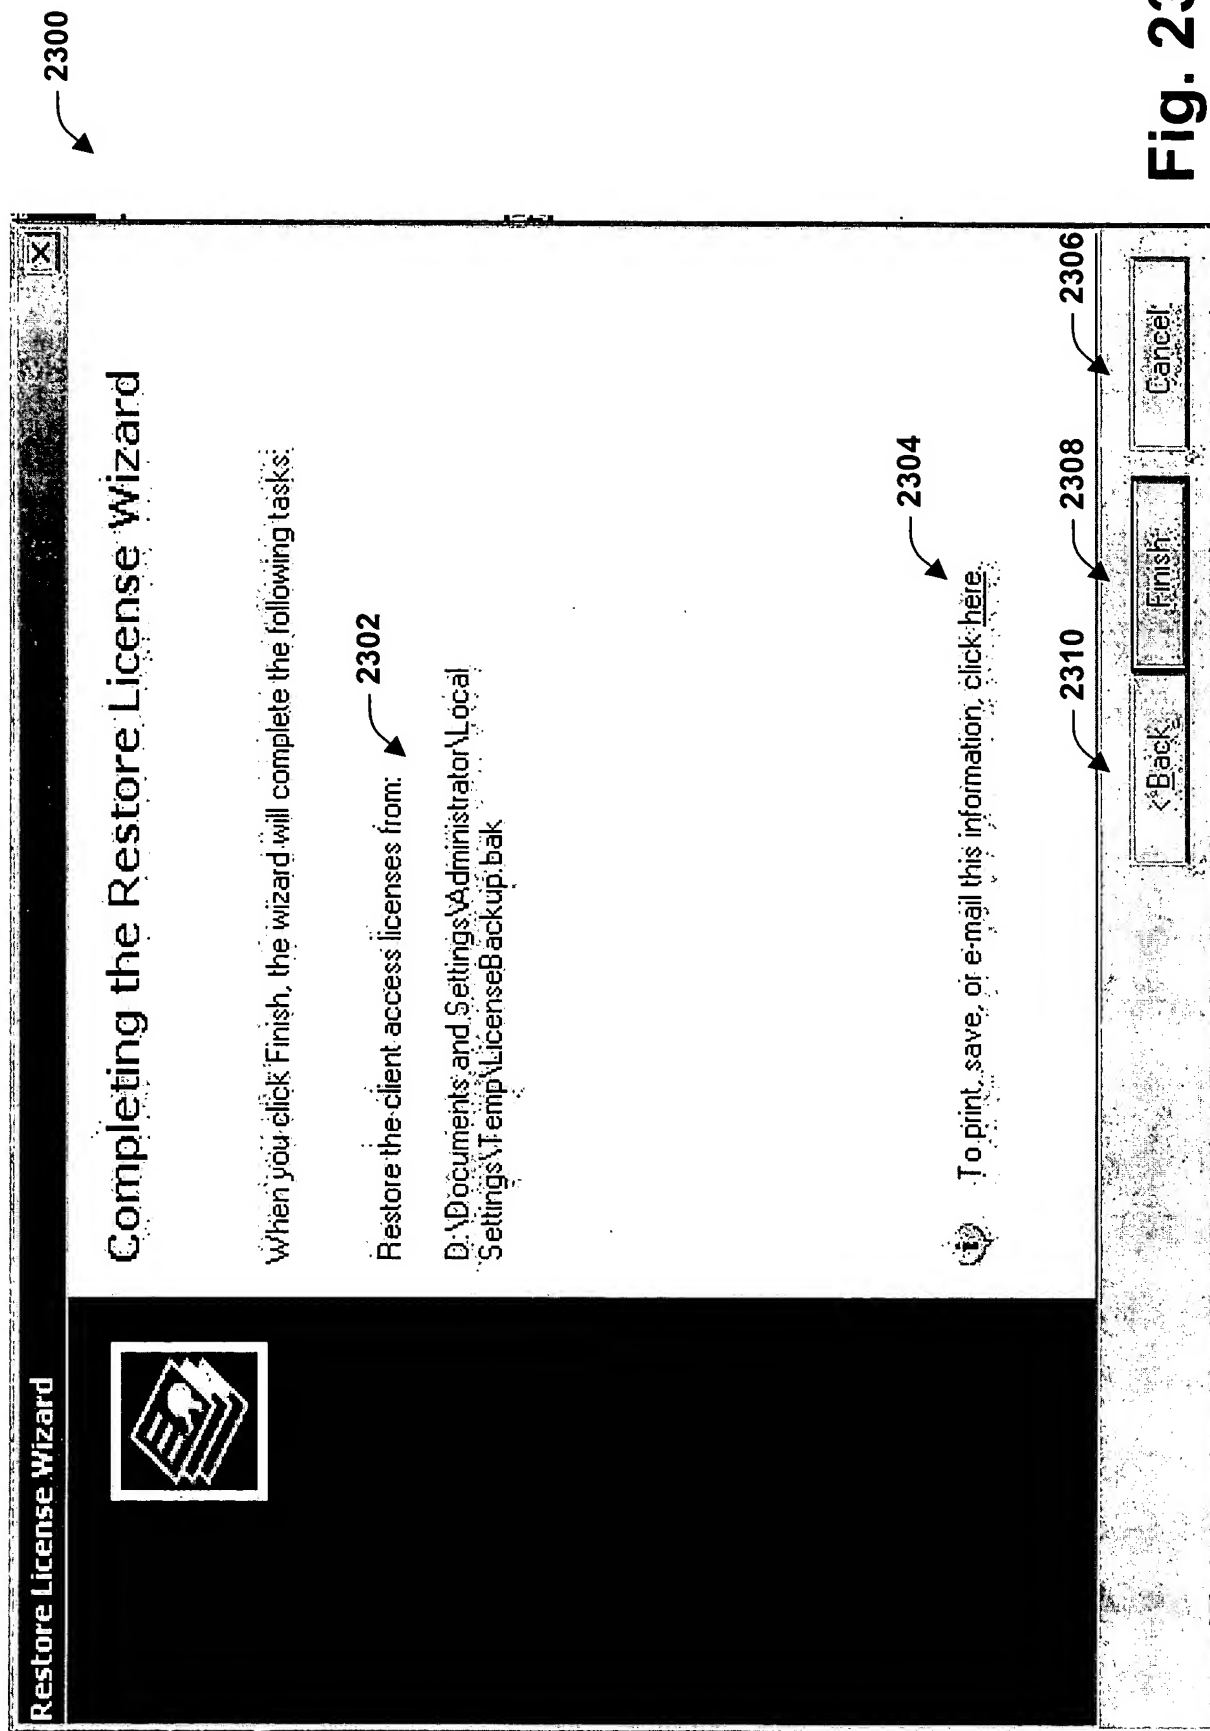 2300
Restore License Wizard
Completing the Restore License Wizard
When you click Finish, the wizard will complete the following tasks:
2302
Restore the client access licenses from:
D:\Documents and Settings\Administrator\Local
Settings\Temp\LicenseBackup.bak
2304
To print, save, or e-mail this information, click here.
2310
2308
2306
< Back
Finish
Cancel
Fig. 23